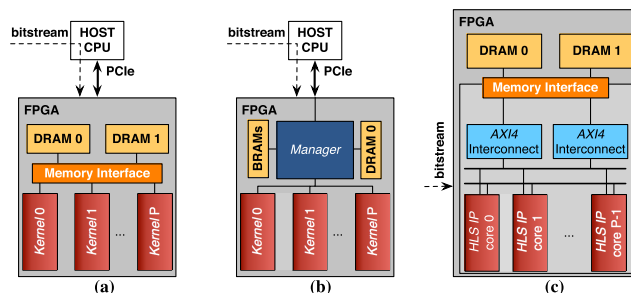 bitstream
HOST
CPU
PCIe
FPGA
DRAM 0
DRAM 1
Memory Interface
Kernel 0
Kernel 1
...
Kernel P
(a)
bitstream
HOST
CPU
PCIe
FPGA
BRAMs
Manager
DRAM 0
Kernel 0
Kernel 1
...
Kernel P
(b)
FPGA
DRAM 0
DRAM 1
Memory Interface
AXI4
Interconnect
AXI4
Interconnect
bitstream
HLS IP
core 0
HLS IP
core 1
...
HLS IP
core P-1
(c)